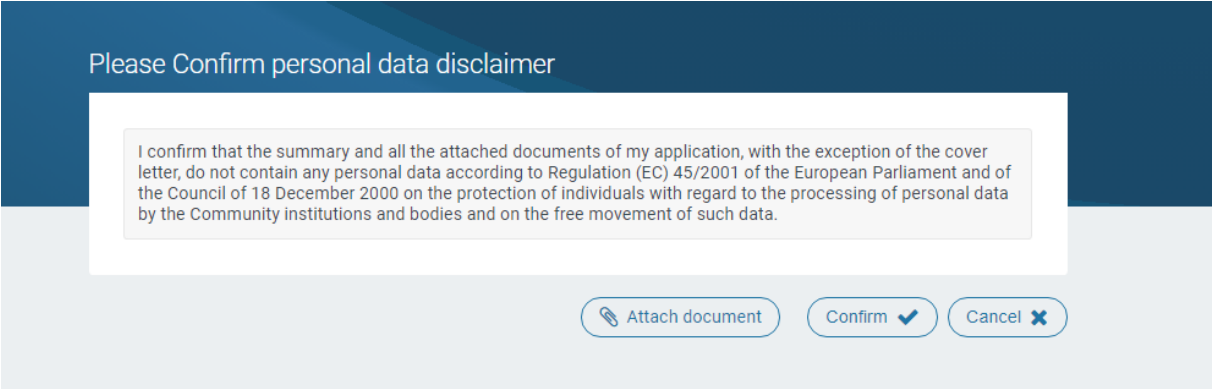 Please Confirm personal data disclaimer
I confirm that the summary and all the attached documents of my application, with the exception of the cover
letter, do not contain any personal data according to Regulation (EC) 45/2001 of the European Parliament and of
the Council of 18 December 2000 on the protection of individuals with regard to the processing of personal data
by the Community institutions and bodies and on the free movement of such data.
Attach document
Confirm
Cancel